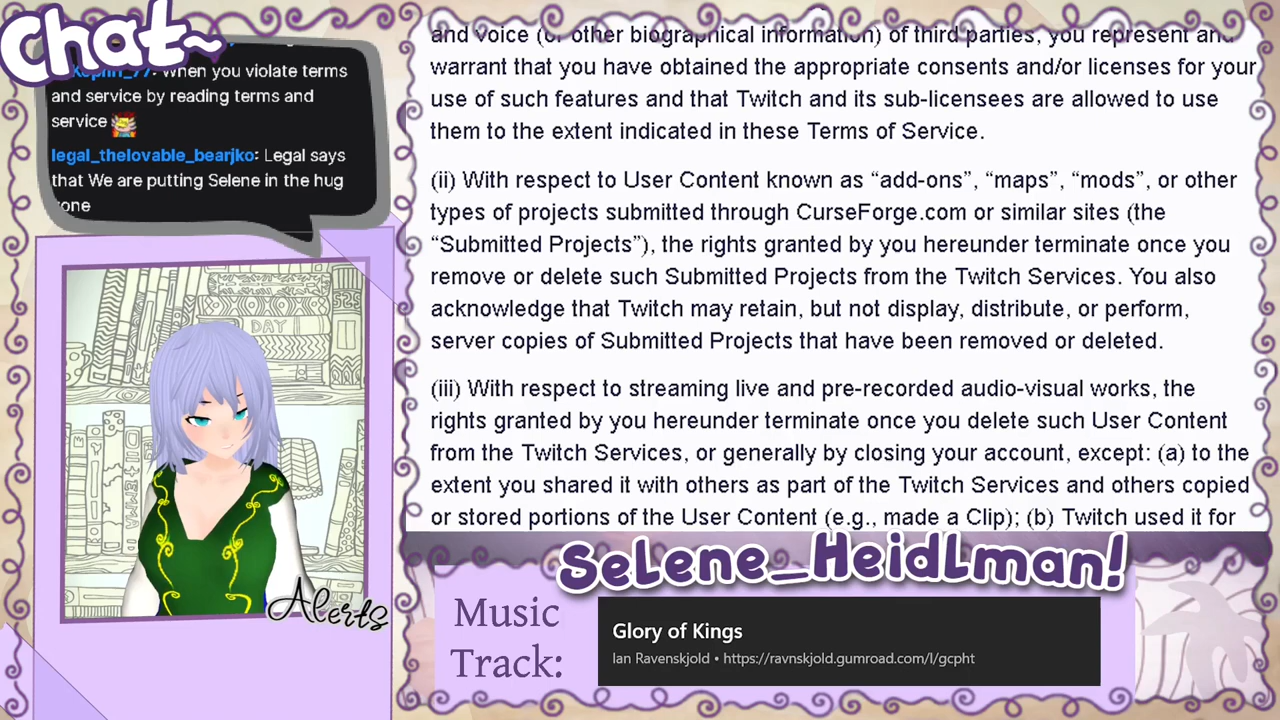 Chat~
When you violate terms
and service by reading terms and
service
legal_thelovable_bearjko: Legal says
that We are putting Selene in the hug
zone
DAY
525
DILEMMA
Alerts
and voice (or other biographical information) of third parties, you represent and
warrant that you have obtained the appropriate consents and/or licenses for your
use of such features and that Twitch and its sub-licensees are allowed to use
them to the extent indicated in these Terms of Service.
(ii) With respect to User Content known as “add-ons”, “maps”, “mods”, or other
types of projects submitted through CurseForge.com or similar sites (the
“Submitted Projects”), the rights granted by you hereunder terminate once you
remove or delete such Submitted Projects from the Twitch Services. You also
acknowledge that Twitch may retain, but not display, distribute, or perform,
server copies of Submitted Projects that have been removed or deleted.
(iii) With respect to streaming live and pre-recorded audio-visual works, the
rights granted by you hereunder terminate once you delete such User Content
from the Twitch Services, or generally by closing your account, except: (a) to the
extent you shared it with others as part of the Twitch Services and others copied
or stored portions of the User Content (e.g., made a Clip); (b) Twitch used it for
Selene_Heidlman!
Music
Track:
Glory of Kings
Ian Ravenskjold • https://ravnskjold.gumroad.com/l/gcpht